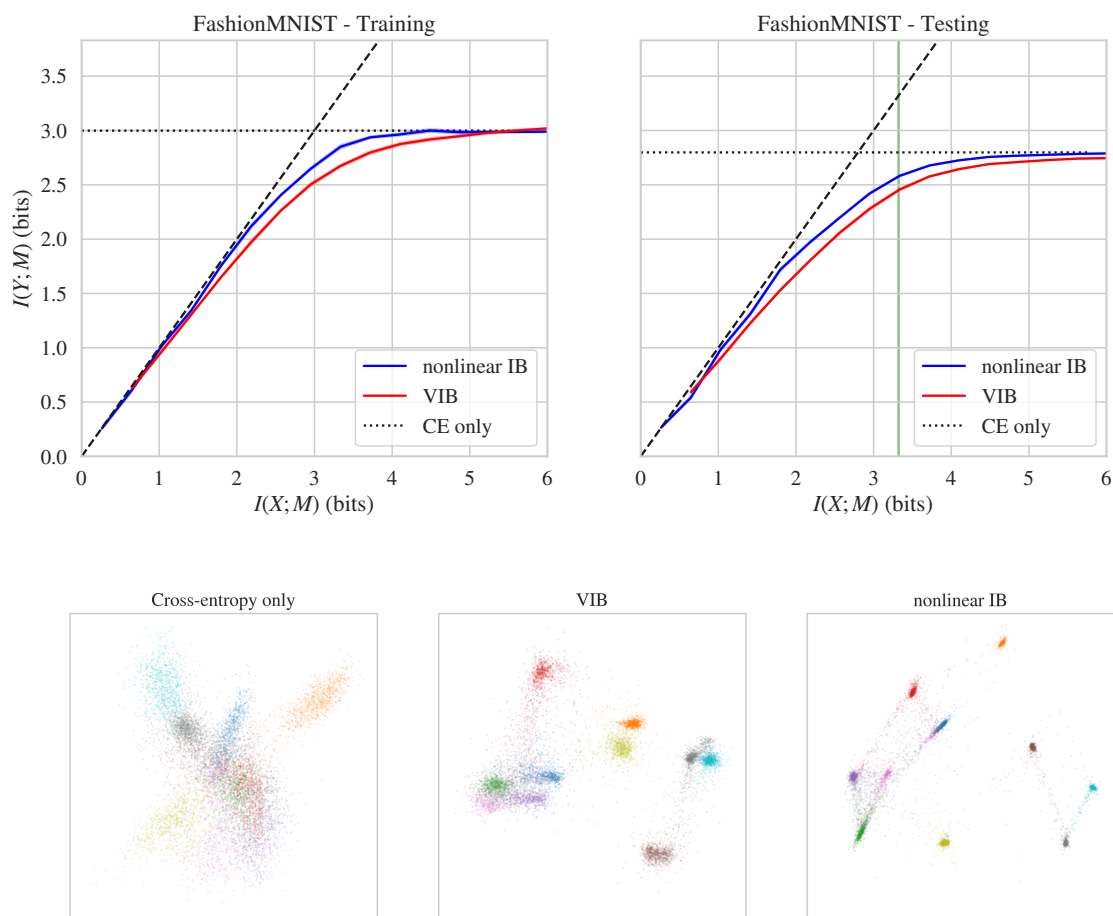 FashionMNIST - Training
3.5
3.0
2.5
2.0
1.5
1.0
0.5
0.0
I(Y; M) (bits)
nonlinear IB
VIB
CE only
0 1 2 3 4 5 6
I(X; M) (bits)
FashionMNIST - Testing
nonlinear IB
VIB
CE only
0 1 2 3 4 5 6
I(X; M) (bits)
Cross-entropy only
VIB
nonlinear IB